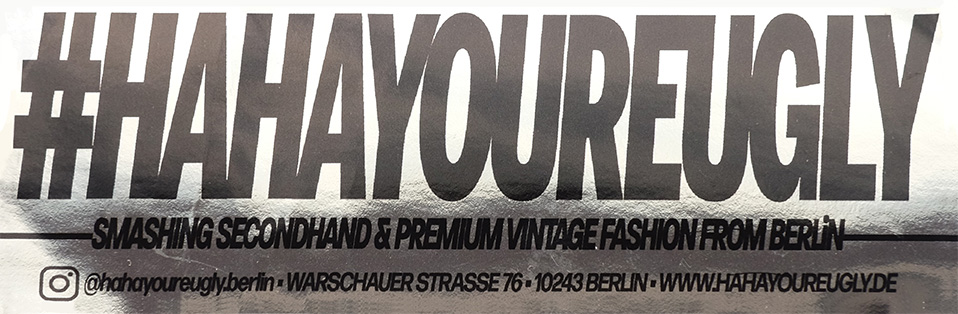 #HAHAYOUREUGLY
SMASHING SECONDHAND & PREMIUM VINTAGE FASHION FROM BERLiN
@hahayoureugly.berlin ▪ WARSCHAUER STRASSE 76 ▪ 10243 BERLIN ▪ WWW.HAHAYOUREUGLY.DE